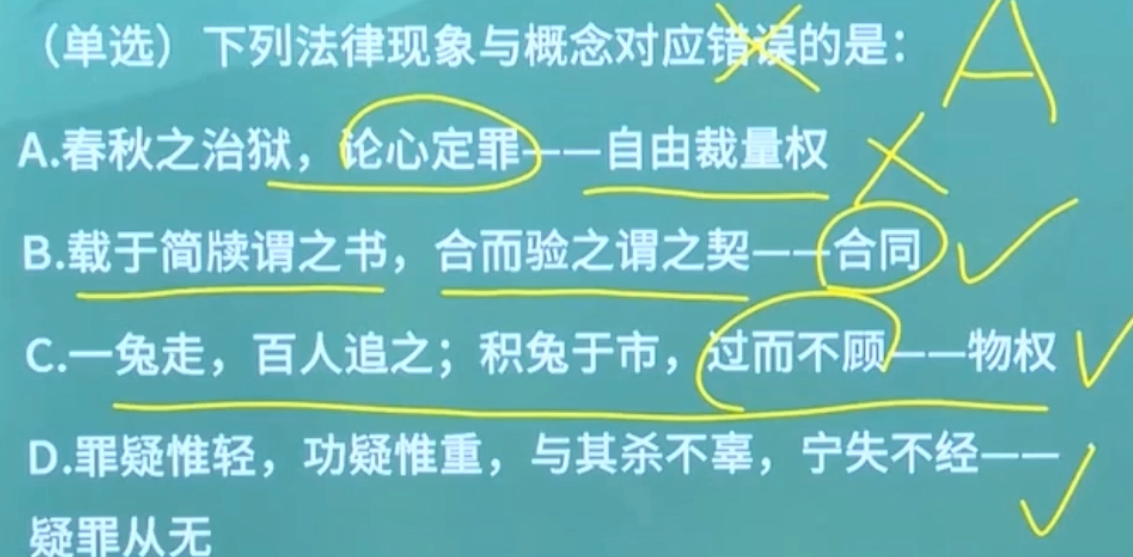 （单选）下列法律现象与概念对应错误的是：
A
A.春秋之治狱，论心定罪——自由裁量权
B.载于简牍谓之书，合而验之谓之契——合同
C.一兔走，百人追之；积兔于市，过而不顾——物权
D.罪疑惟轻，功疑惟重，与其杀不辜，宁失不经——
疑罪从无